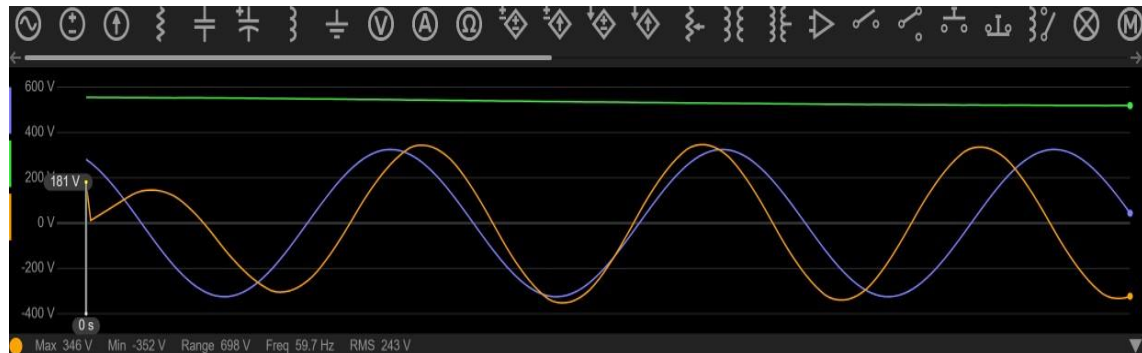 V A Ω M
600 V
400 V
200 V
181 V
0 V
-200 V
-400 V
0 s
Max 346 V Min -352 V Range 698 V Freq 59.7 Hz RMS 243 V